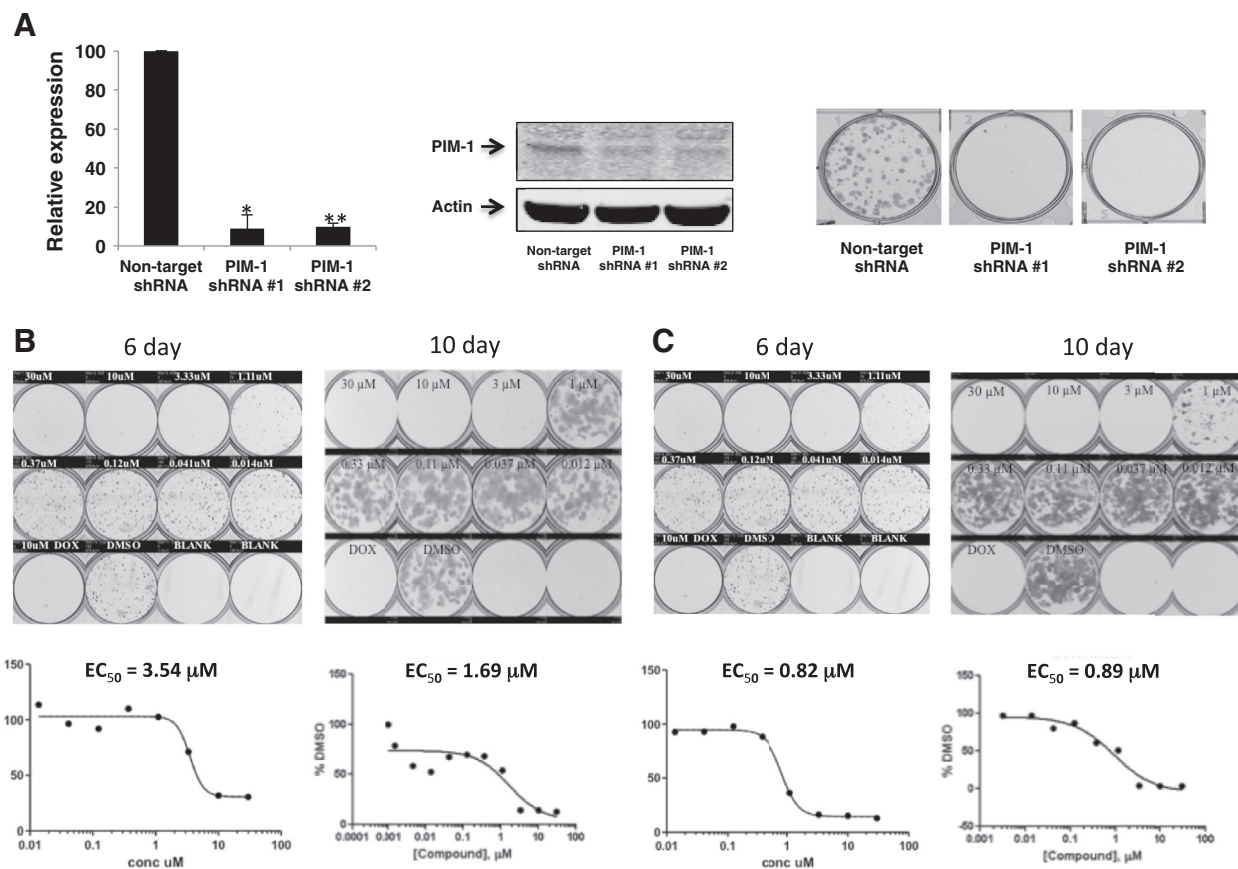 A
Relative expression
100
80
60
40
20
0
*
**
Non-target shRNA
PIM-1 shRNA #1
PIM-1 shRNA #2
PIM-1
Actin
Non-target shRNA
PIM-1 shRNA #1
PIM-1 shRNA #2
1
2
5
Non-target shRNA
PIM-1 shRNA #1
PIM-1 shRNA #2
B
6 day
30uM 10uM 3.33uM 1.11uM
0.37uM 0.12uM 0.041uM 0.014uM
10uM DOX DMSO BLANK BLANK
10 day
30 µM 10 µM 3 µM 1 µM
0.33 µM 0.11 µM 0.037 µM 0.012 µM
DOX DMSO
C
6 day
30uM 10uM 3.33uM 1.11uM
0.37uM 0.12uM 0.041uM 0.014uM
10uM DOX DMSO BLANK BLANK
10 day
30 µM 10 µM 3 µM 1 µM
0.33 µM 0.11 µM 0.037 µM 0.012 µM
DOX DMSO
EC50 = 3.54 µM
150
100
50
0
0.01 0.1 1 10 100
conc uM
EC50 = 1.69 µM
% DMSO
150
100
50
0
0.0001 0.001 0.01 0.1 1 10 100
[Compound], µM
EC50 = 0.82 µM
150
100
50
0
0.01 0.1 1 10 100
conc uM
EC50 = 0.89 µM
% DMSO
150
100
50
0
-50
0.001 0.01 0.1 1 10 100
[Compound], µM